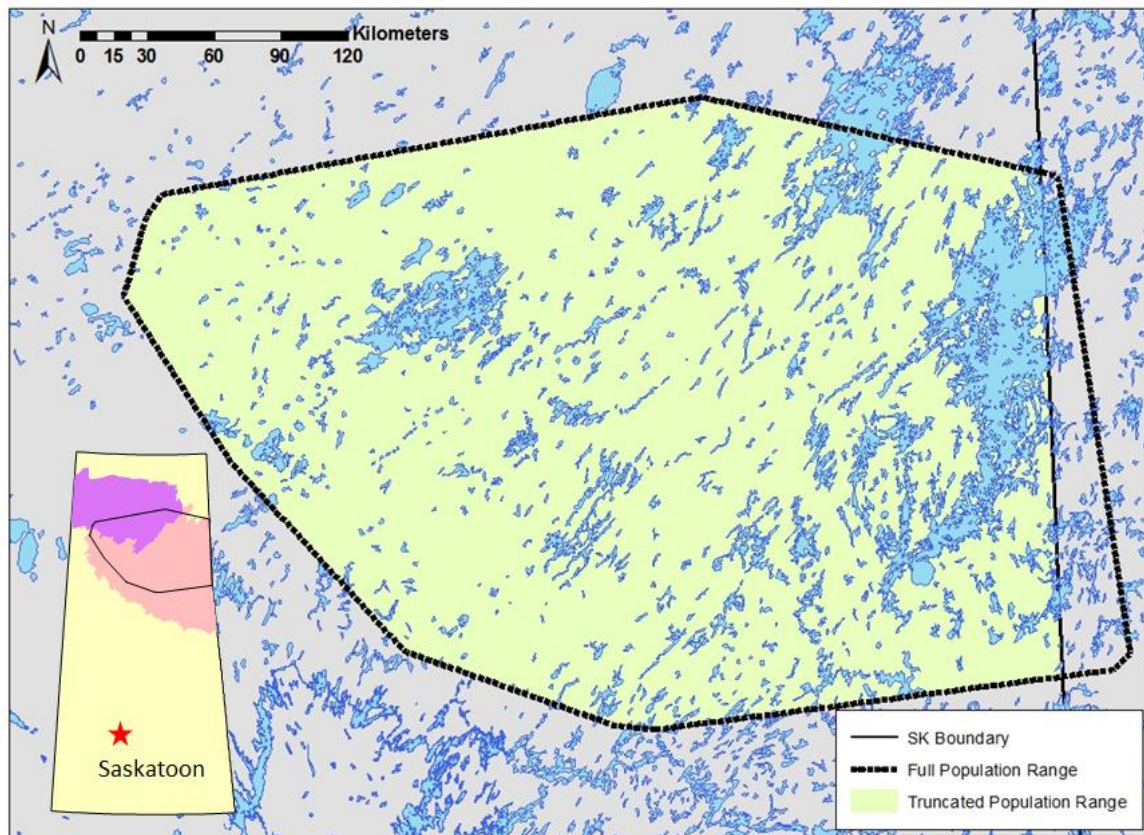 N
Kilometers
0 15 30 60 90 120
Saskatoon
SK Boundary
Full Population Range
Truncated Population Range